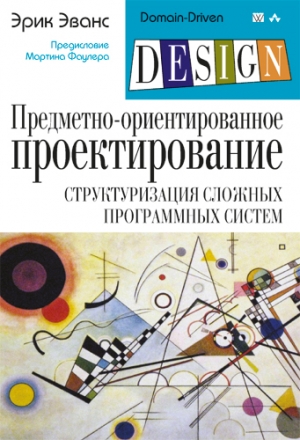 Эрик Эванс
Предисловие
Мартина Фаулера
Domain-Driven
DESIGN
Предметно-ориентированное
проектирование
СТРУКТУРИЗАЦИЯ СЛОЖНЫХ
ПРОГРАММНЫХ СИСТЕМ